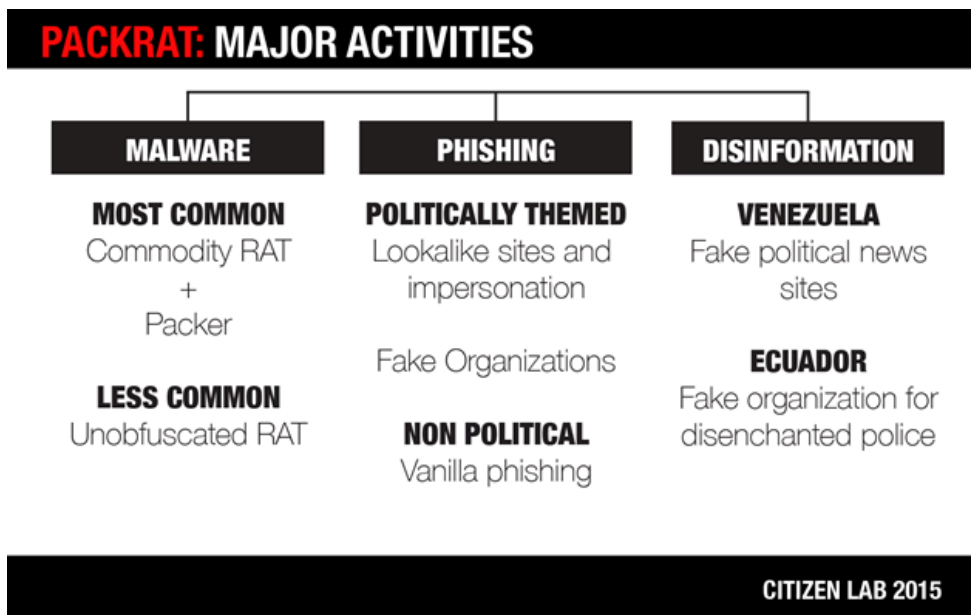 PACKRAT: MAJOR ACTIVITIES
MALWARE
MOST COMMON
Commodity RAT
+
Packer
LESS COMMON
Unobfuscated RAT
PHISHING
POLITICALLY THEMED
Lookalike sites and
impersonation
Fake Organizations
NON POLITICAL
Vanilla phishing
DISINFORMATION
VENEZUELA
Fake political news
sites
ECUADOR
Fake organization for
disenchanted police
CITIZEN LAB 2015